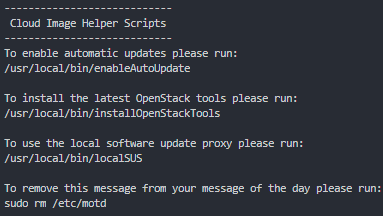 ----------------------------
Cloud Image Helper Scripts
----------------------------
To enable automatic updates please run:
/usr/local/bin/enableAutoUpdate
To install the latest OpenStack tools please run:
/usr/local/bin/installOpenStackTools
To use the local software update proxy please run:
/usr/local/bin/localSUS
To remove this message from your message of the day please run:
sudo rm /etc/motd